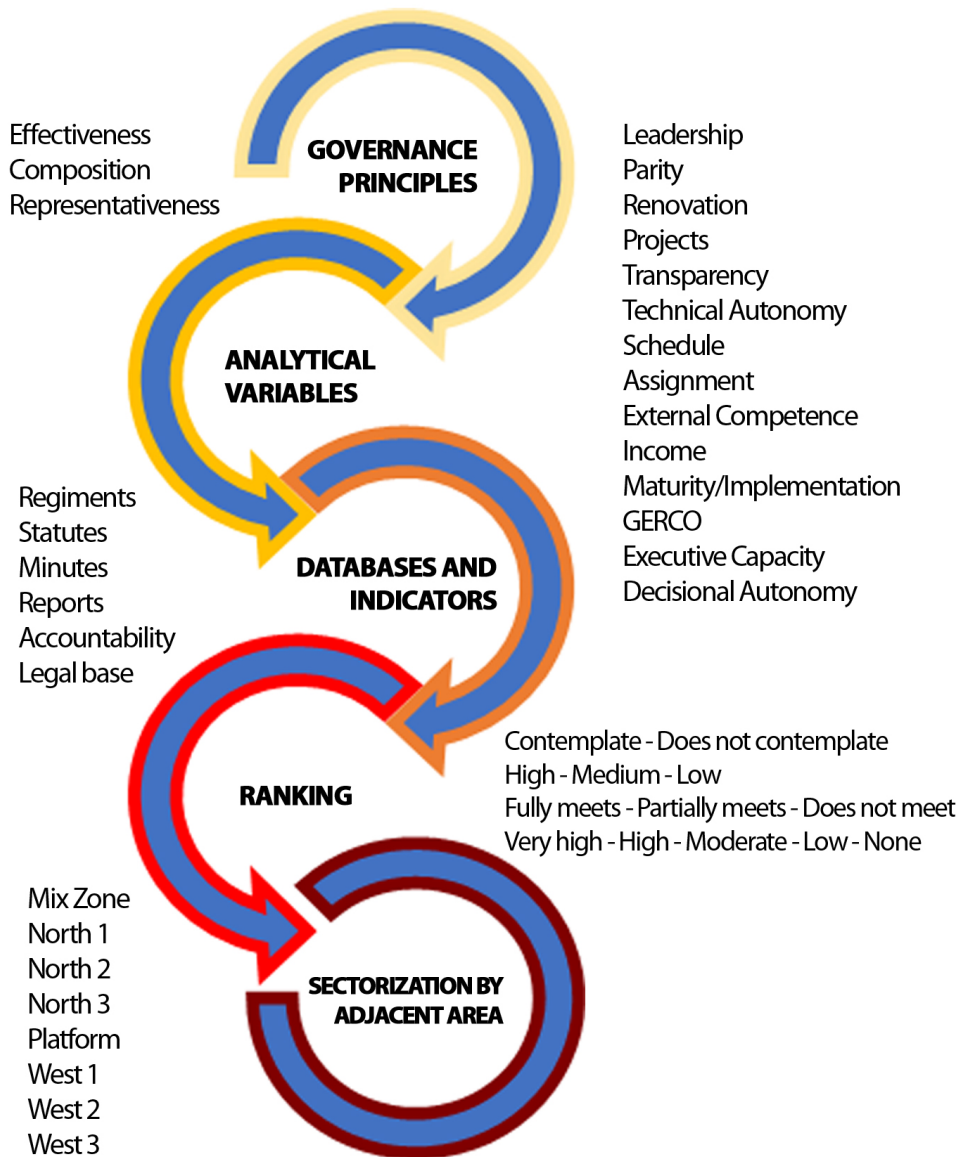 Effectiveness
Composition
Representativeness
GOVERNANCE
PRINCIPLES
Leadership
Parity
Renovation
Projects
Transparency
Technical Autonomy
Schedule
Assignment
External Competence
Income
Maturity/Implementation
GERCO
Executive Capacity
Decisional Autonomy
ANALYTICAL
VARIABLES
Regiments
Statutes
Minutes
Reports
Accountability
Legal base
DATABASES AND
INDICATORS
Contemplate - Does not contemplate
High - Medium - Low
Fully meets - Partially meets - Does not meet
Very high - High - Moderate - Low - None
RANKING
Mix Zone
North 1
North 2
North 3
Platform
West 1
West 2
West 3
SECTORIZATION BY
ADJACENT AREA